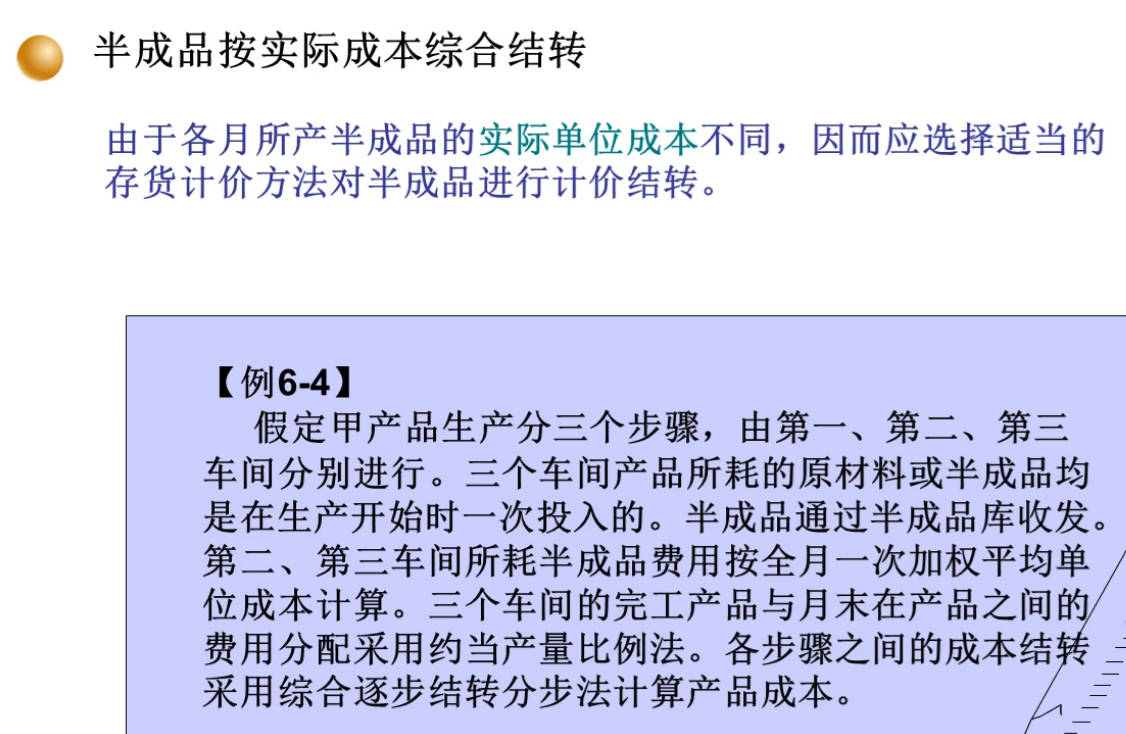 半成品按实际成本综合结转
由于各月所产半成品的实际单位成本不同，因而应选择适当的
存货计价方法对半成品进行计价结转。
【例6-4】
假定甲产品生产分三个步骤，由第一、第二、第三
车间分别进行。三个车间产品所耗的原材料或半成品均
是在生产开始时一次投入的。半成品通过半成品库收发。
第二、第三车间所耗半成品费用按全月一次加权平均单
位成本计算。三个车间的完工产品与月末在产品之间的
费用分配采用约当产量比例法。各步骤之间的成本结转
采用综合逐步结转分步法计算产品成本。